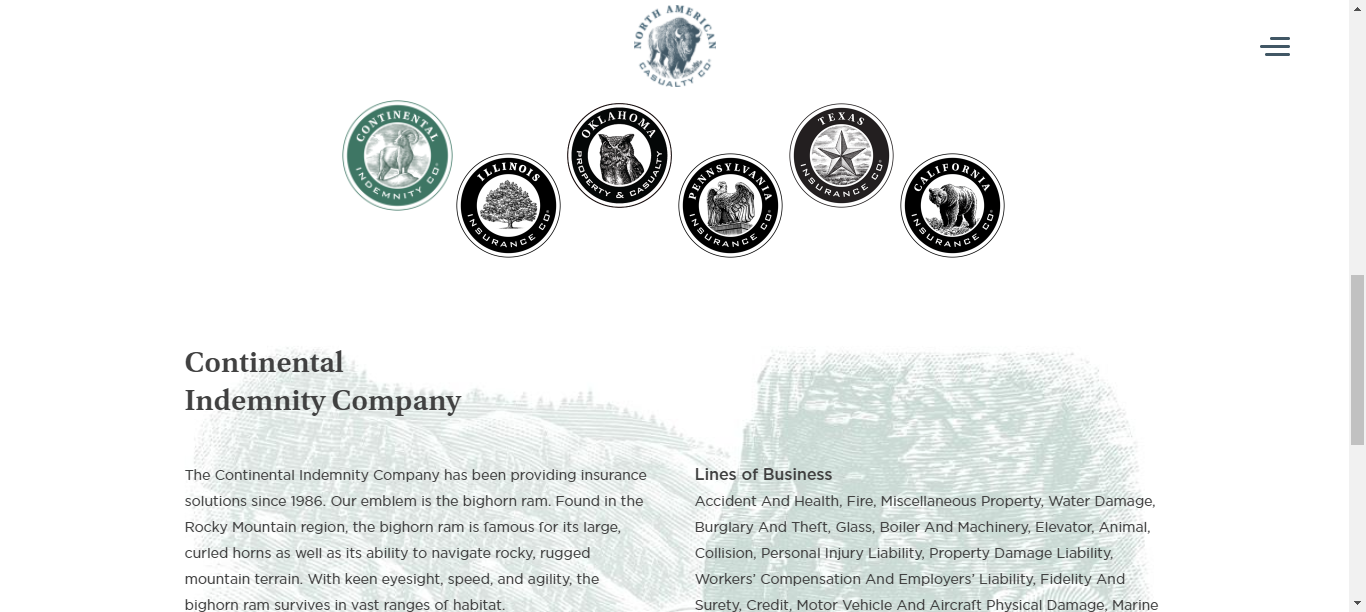 NORTH AMERICAN
CASUALTY CO.
CONTINENTAL
INDEMNITY CO.
ILLINOIS
INSURANCE CO.
OKLAHOMA
PROPERTY & CASUALTY
PENNSYLVANIA
INSURANCE CO.
TEXAS
INSURANCE CO.
CALIFORNIA
INSURANCE CO.
Continental
Indemnity Company
The Continental Indemnity Company has been providing insurance
solutions since 1986. Our emblem is the bighorn ram. Found in the
Rocky Mountain region, the bighorn ram is famous for its large,
curled horns as well as its ability to navigate rocky, rugged
mountain terrain. With keen eyesight, speed, and agility, the
bighorn ram survives in vast ranges of habitat.
Lines of Business
Accident And Health, Fire, Miscellaneous Property, Water Damage,
Burglary And Theft, Glass, Boiler And Machinery, Elevator, Animal,
Collision, Personal Injury Liability, Property Damage Liability,
Workers’ Compensation And Employers’ Liability, Fidelity And
Surety, Credit, Motor Vehicle And Aircraft Physical Damage, Marine